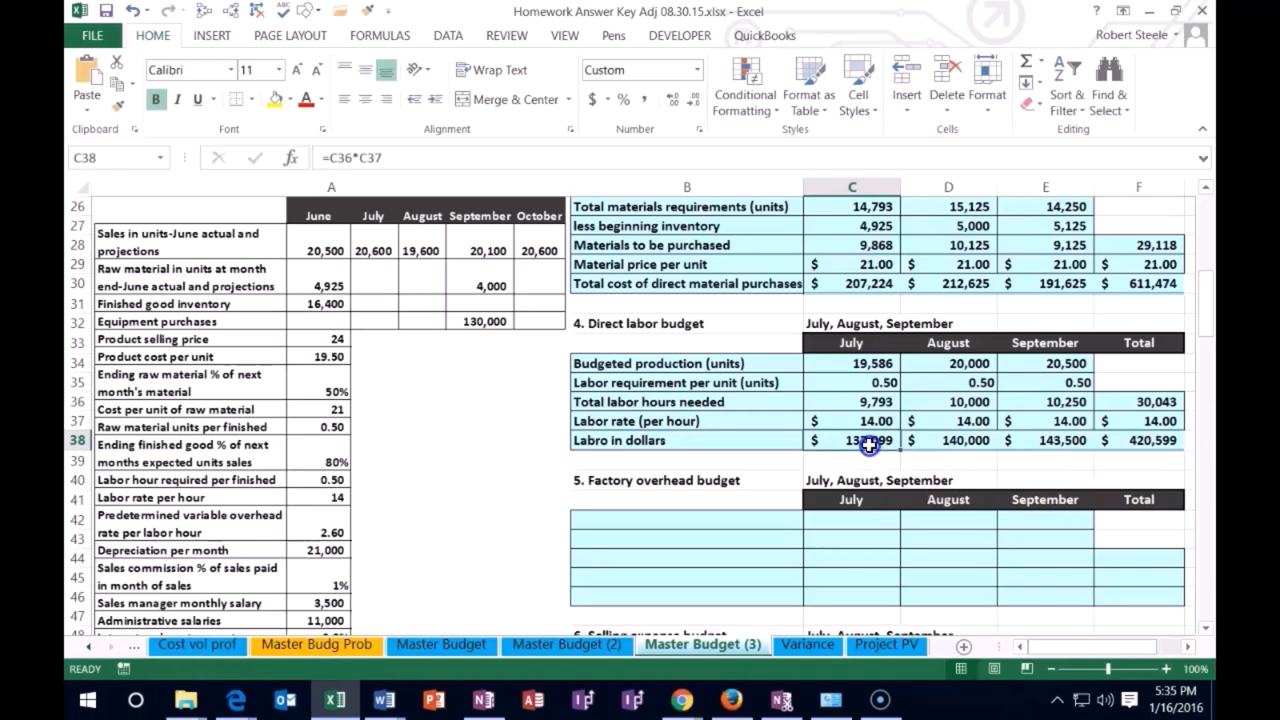 Homework Answer Key Adj 08.30.15.xlsx - Excel
FILE HOME INSERT PAGE LAYOUT FORMULAS DATA REVIEW VIEW Pens DEVELOPER QuickBooks Robert Steele
Paste Calibri 11 Wrap Text Custom Conditional Formatting Format as Table Cell Styles Insert Delete Format Sort & Filter Find & Select
B I U A Merge & Center $ % ,
Clipboard Font Alignment Number Styles Cells Editing
C38 fx =C36*C37
A B C D E F
June July August September October
Sales in units-June actual and
projections 20,500 20,600 19,600 20,100 20,600
Raw material in units at month
end-June actual and projections 4,925 4,000
Finished good inventory 16,400
Equipment purchases 130,000
Product selling price 24
Product cost per unit 19.50
Ending raw material % of next
month's material 50%
Cost per unit of raw material 21
Raw material units per finished 0.50
Ending finished good % of next
months expected units sales 80%
Labor hour required per finished 0.50
Labor rate per hour 14
Predetermined variable overhead
rate per labor hour 2.60
Depreciation per month 21,000
Sales commission % of sales paid
in month of sales 1%
Sales manager monthly salary 3,500
Administrative salaries 11,000
26
27
28
29
30
31
32
33
34
35
36
37
38
39
40
41
42
43
44
45
46
47
Total materials requirements (units) 14,793 15,125 14,250
less beginning inventory 4,925 5,000 5,125
Materials to be purchased 9,868 10,125 9,125 29,118
Material price per unit $ 21.00 $ 21.00 $ 21.00 $ 21.00
Total cost of direct material purchases $ 207,224 $ 212,625 $ 191,625 $ 611,474
4. Direct labor budget July, August, September
July August September Total
Budgeted production (units) 19,586 20,000 20,500
Labor requirement per unit (units) 0.50 0.50 0.50
Total labor hours needed 9,793 10,000 10,250 30,043
Labor rate (per hour) $ 14.00 $ 14.00 $ 14.00 $ 14.00
Labro in dollars $ $ 140,000 $ 143,500 $ 420,599
5. Factory overhead budget July, August, September
July August September Total
... Cost vol prof Master Budg Prob Master Budget Master Budget (2) Master Budget (3) Variance Project PV
READY 100%
5:35 PM
1/16/2016